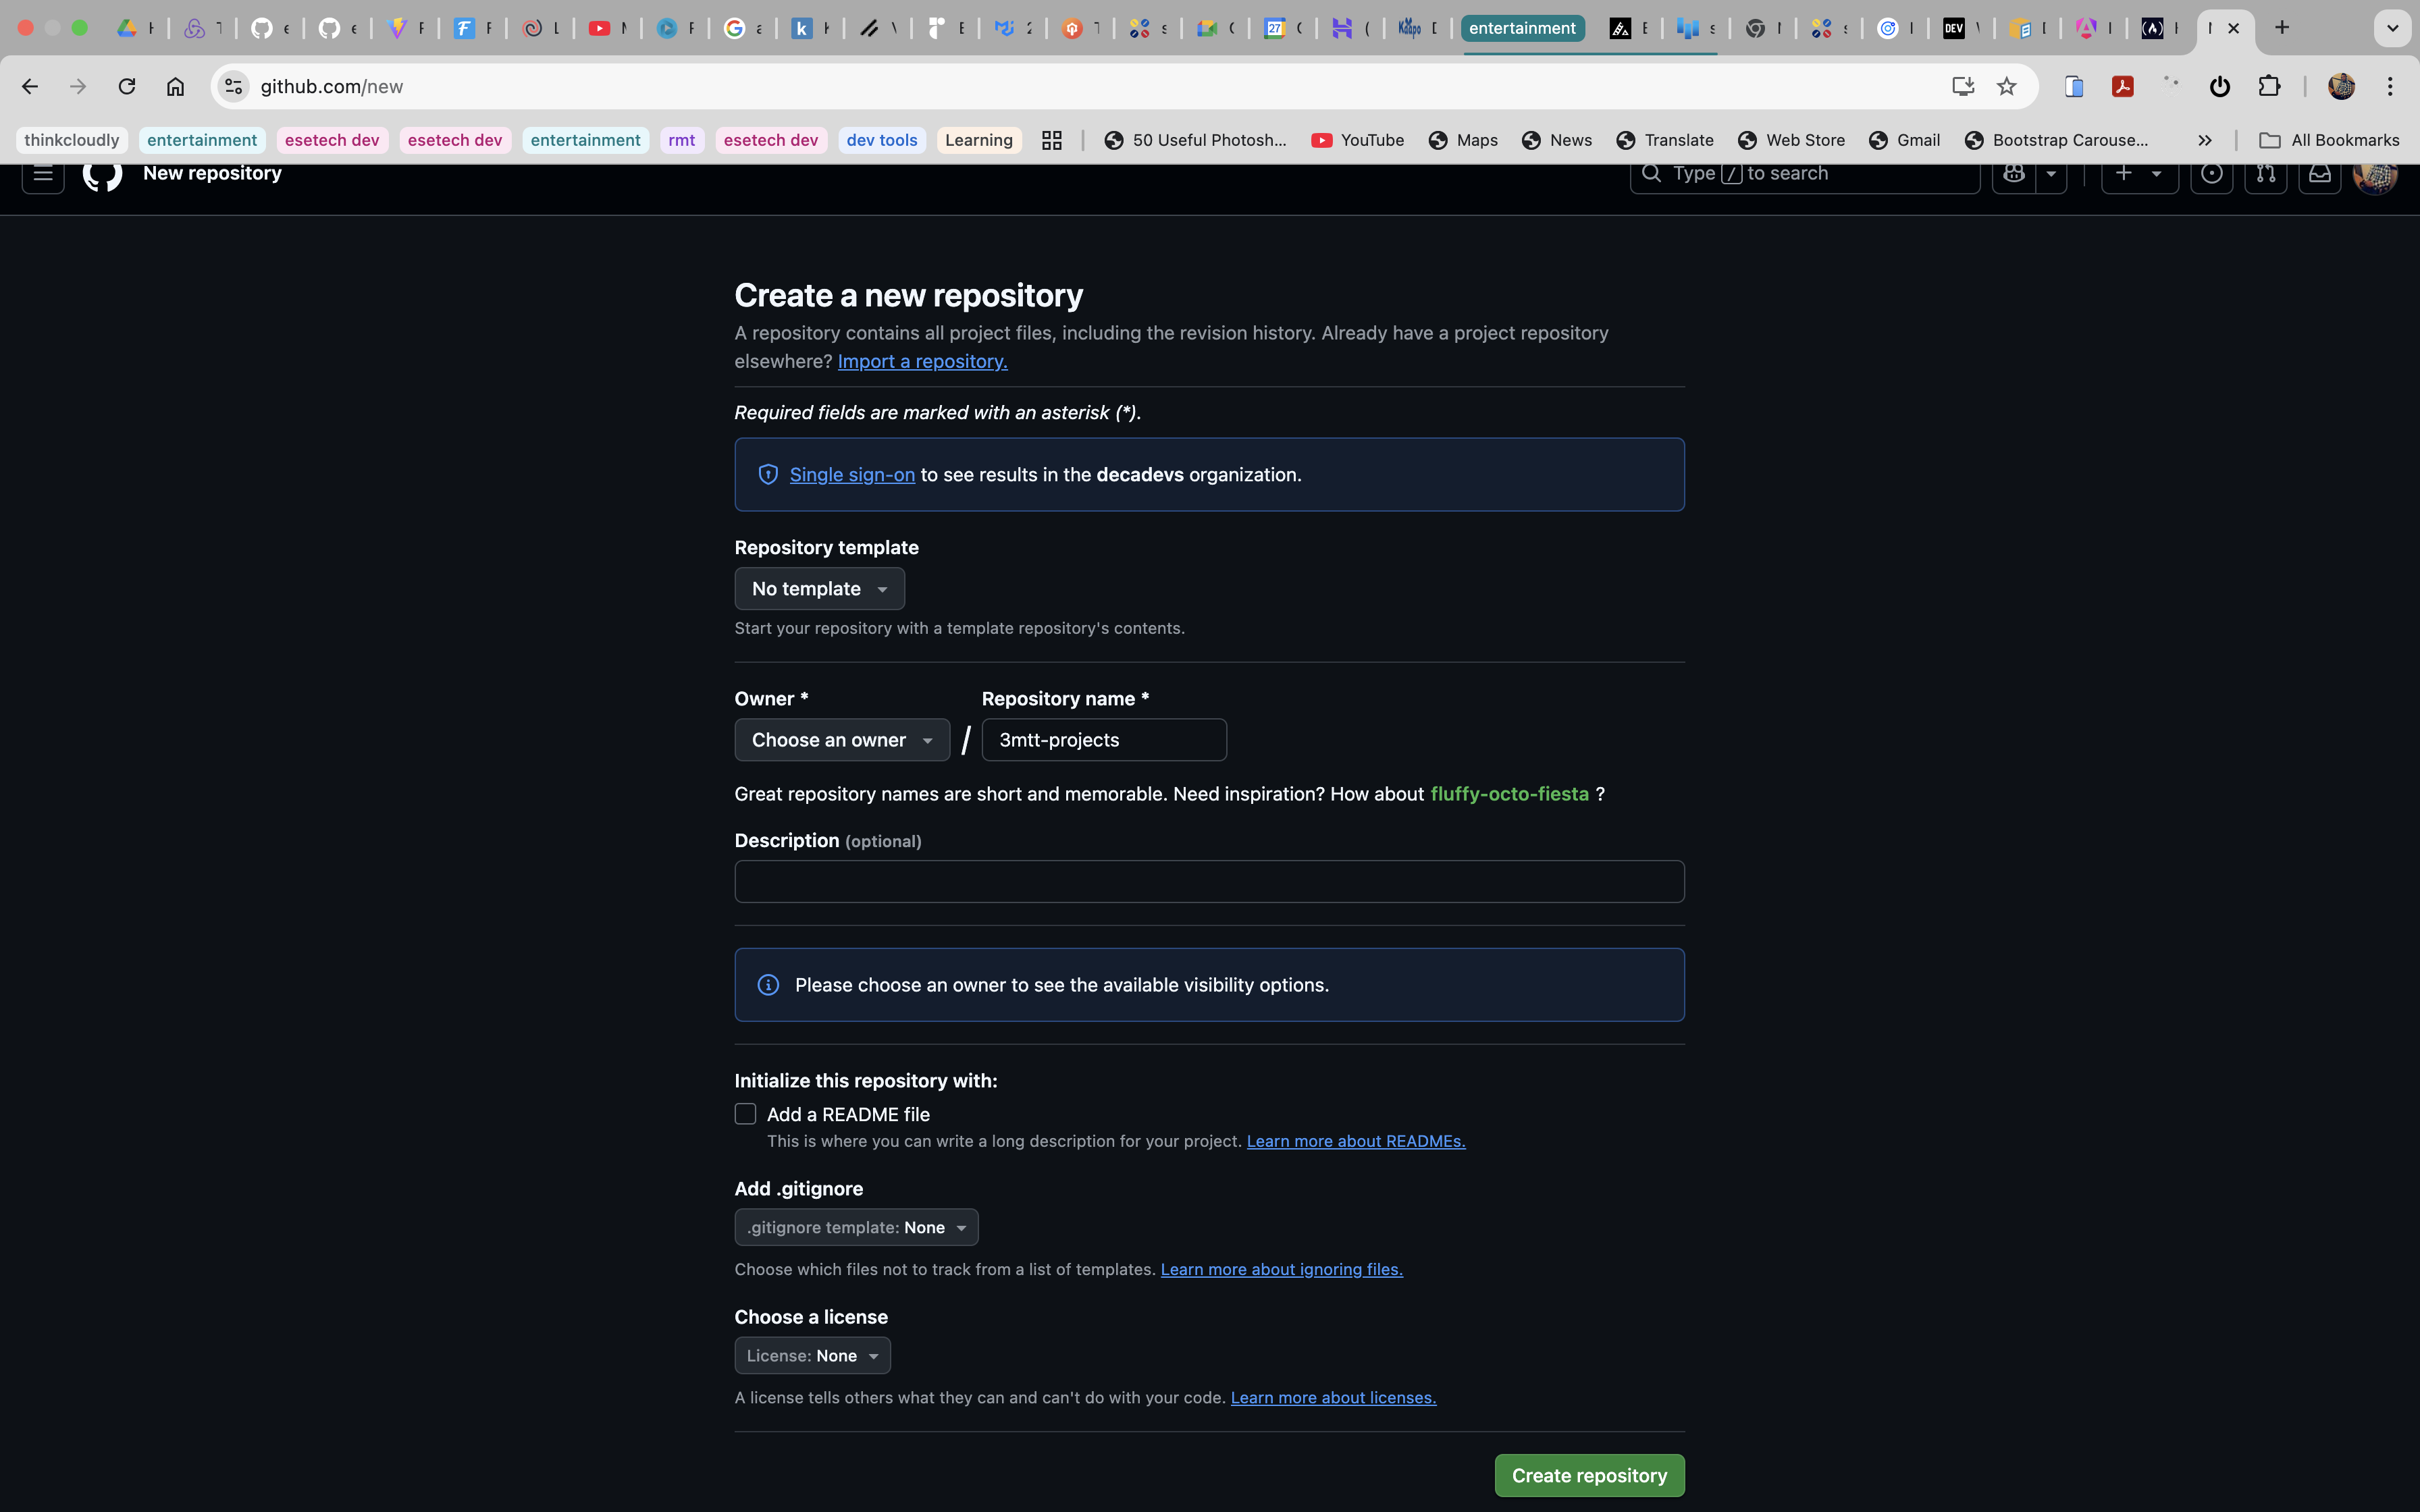 entertainment
DEV
27
github.com/new
thinkcloudly
entertainment
esetech dev
esetech dev
entertainment
rmt
esetech dev
dev tools
Learning
50 Useful Photosh...
YouTube
Maps
News
Translate
Web Store
Gmail
Bootstrap Carouse...
All Bookmarks
New repository
Type / to search
Create a new repository
A repository contains all project files, including the revision history. Already have a project repository
elsewhere? Import a repository.
Required fields are marked with an asterisk (*).
Single sign-on to see results in the decadevs organization.
Repository template
No template
Start your repository with a template repository's contents.
Owner *
Repository name *
Choose an owner
/
3mtt-projects
Great repository names are short and memorable. Need inspiration? How about fluffy-octo-fiesta ?
Description (optional)
Please choose an owner to see the available visibility options.
Initialize this repository with:
Add a README file
This is where you can write a long description for your project. Learn more about READMEs.
Add .gitignore
.gitignore template: None
Choose which files not to track from a list of templates. Learn more about ignoring files.
Choose a license
License: None
A license tells others what they can and can't do with your code. Learn more about licenses.
Create repository